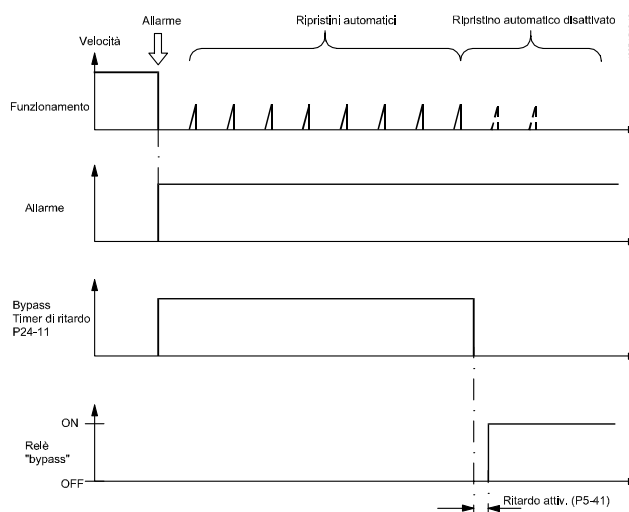 Allarme
Ripristini automatici
Ripristino automatico disattivato
Velocità
Funzionamento
Allarme
Bypass
Timer di ritardo
P24-11
ON
Relè
"bypass"
OFF
Ritardo attiv. (P5-41)